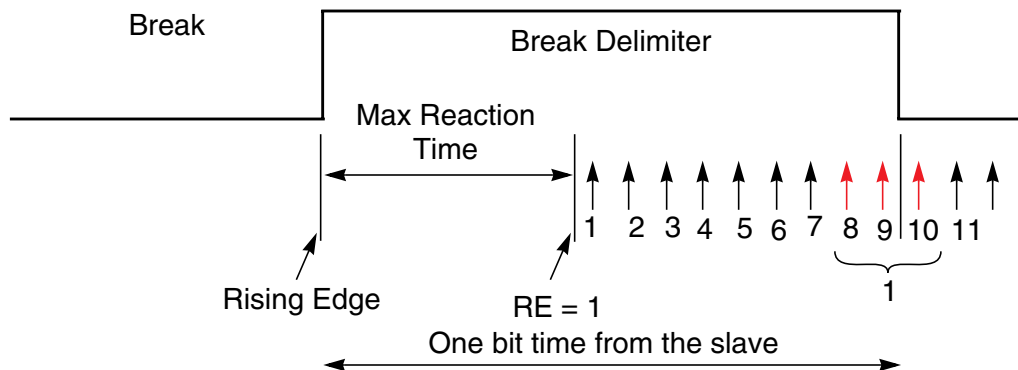 Break
Break Delimiter
Max Reaction
Time
1 2 3 4 5 6 7 8 9 10 11
1
Rising Edge
RE = 1
One bit time from the slave